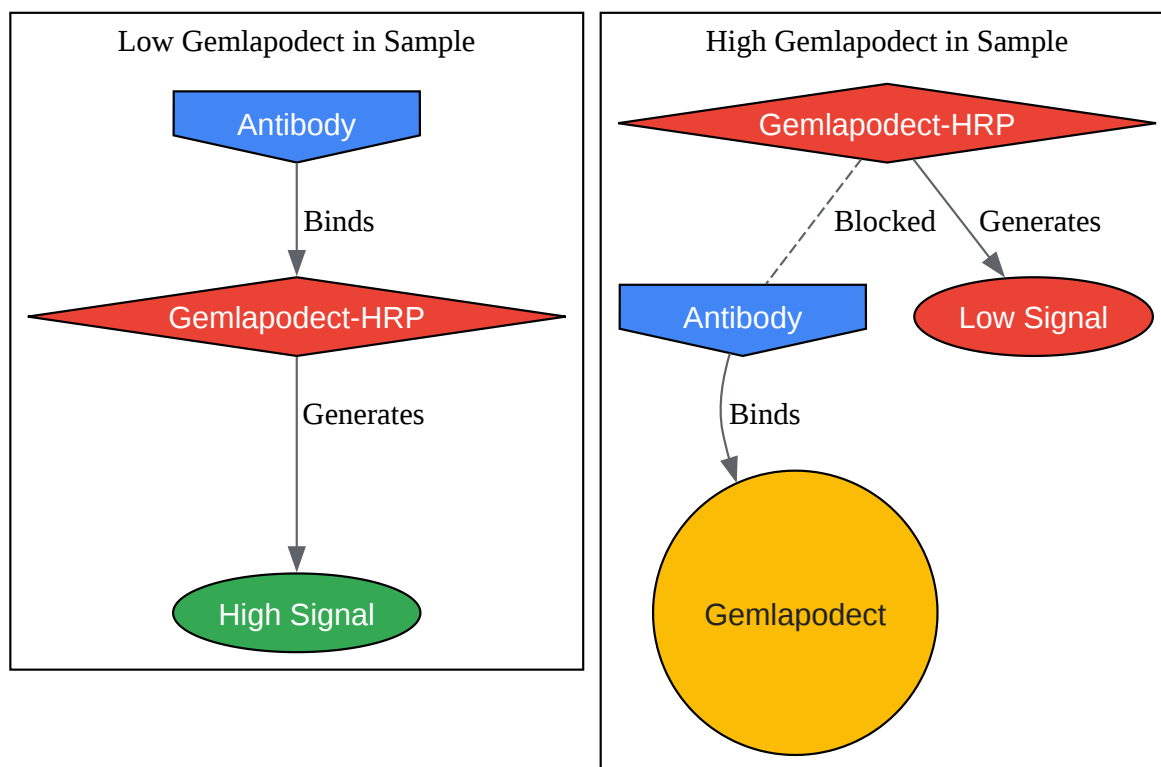 Low Gemlapodect in Sample
Antibody
Binds
Gemlapodect-HRP
Generates
High Signal
High Gemlapodect in Sample
Gemlapodect-HRP
Blocked
Generates
Antibody
Low Signal
Binds
Gemlapodect